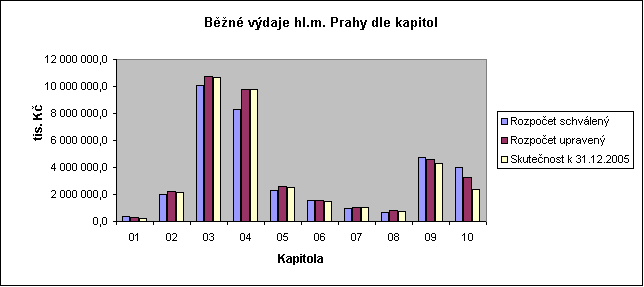 Běžné výdaje hl.m. Prahy dle kapitol
tis. Kč
12 000 000,0
10 000 000,0
8 000 000,0
6 000 000,0
4 000 000,0
2 000 000,0
0,0
01 02 03 04 05 06 07 08 09 10
Kapitola
Rozpočet schválený
Rozpočet upravený
Skutečnost k 31.12.2005